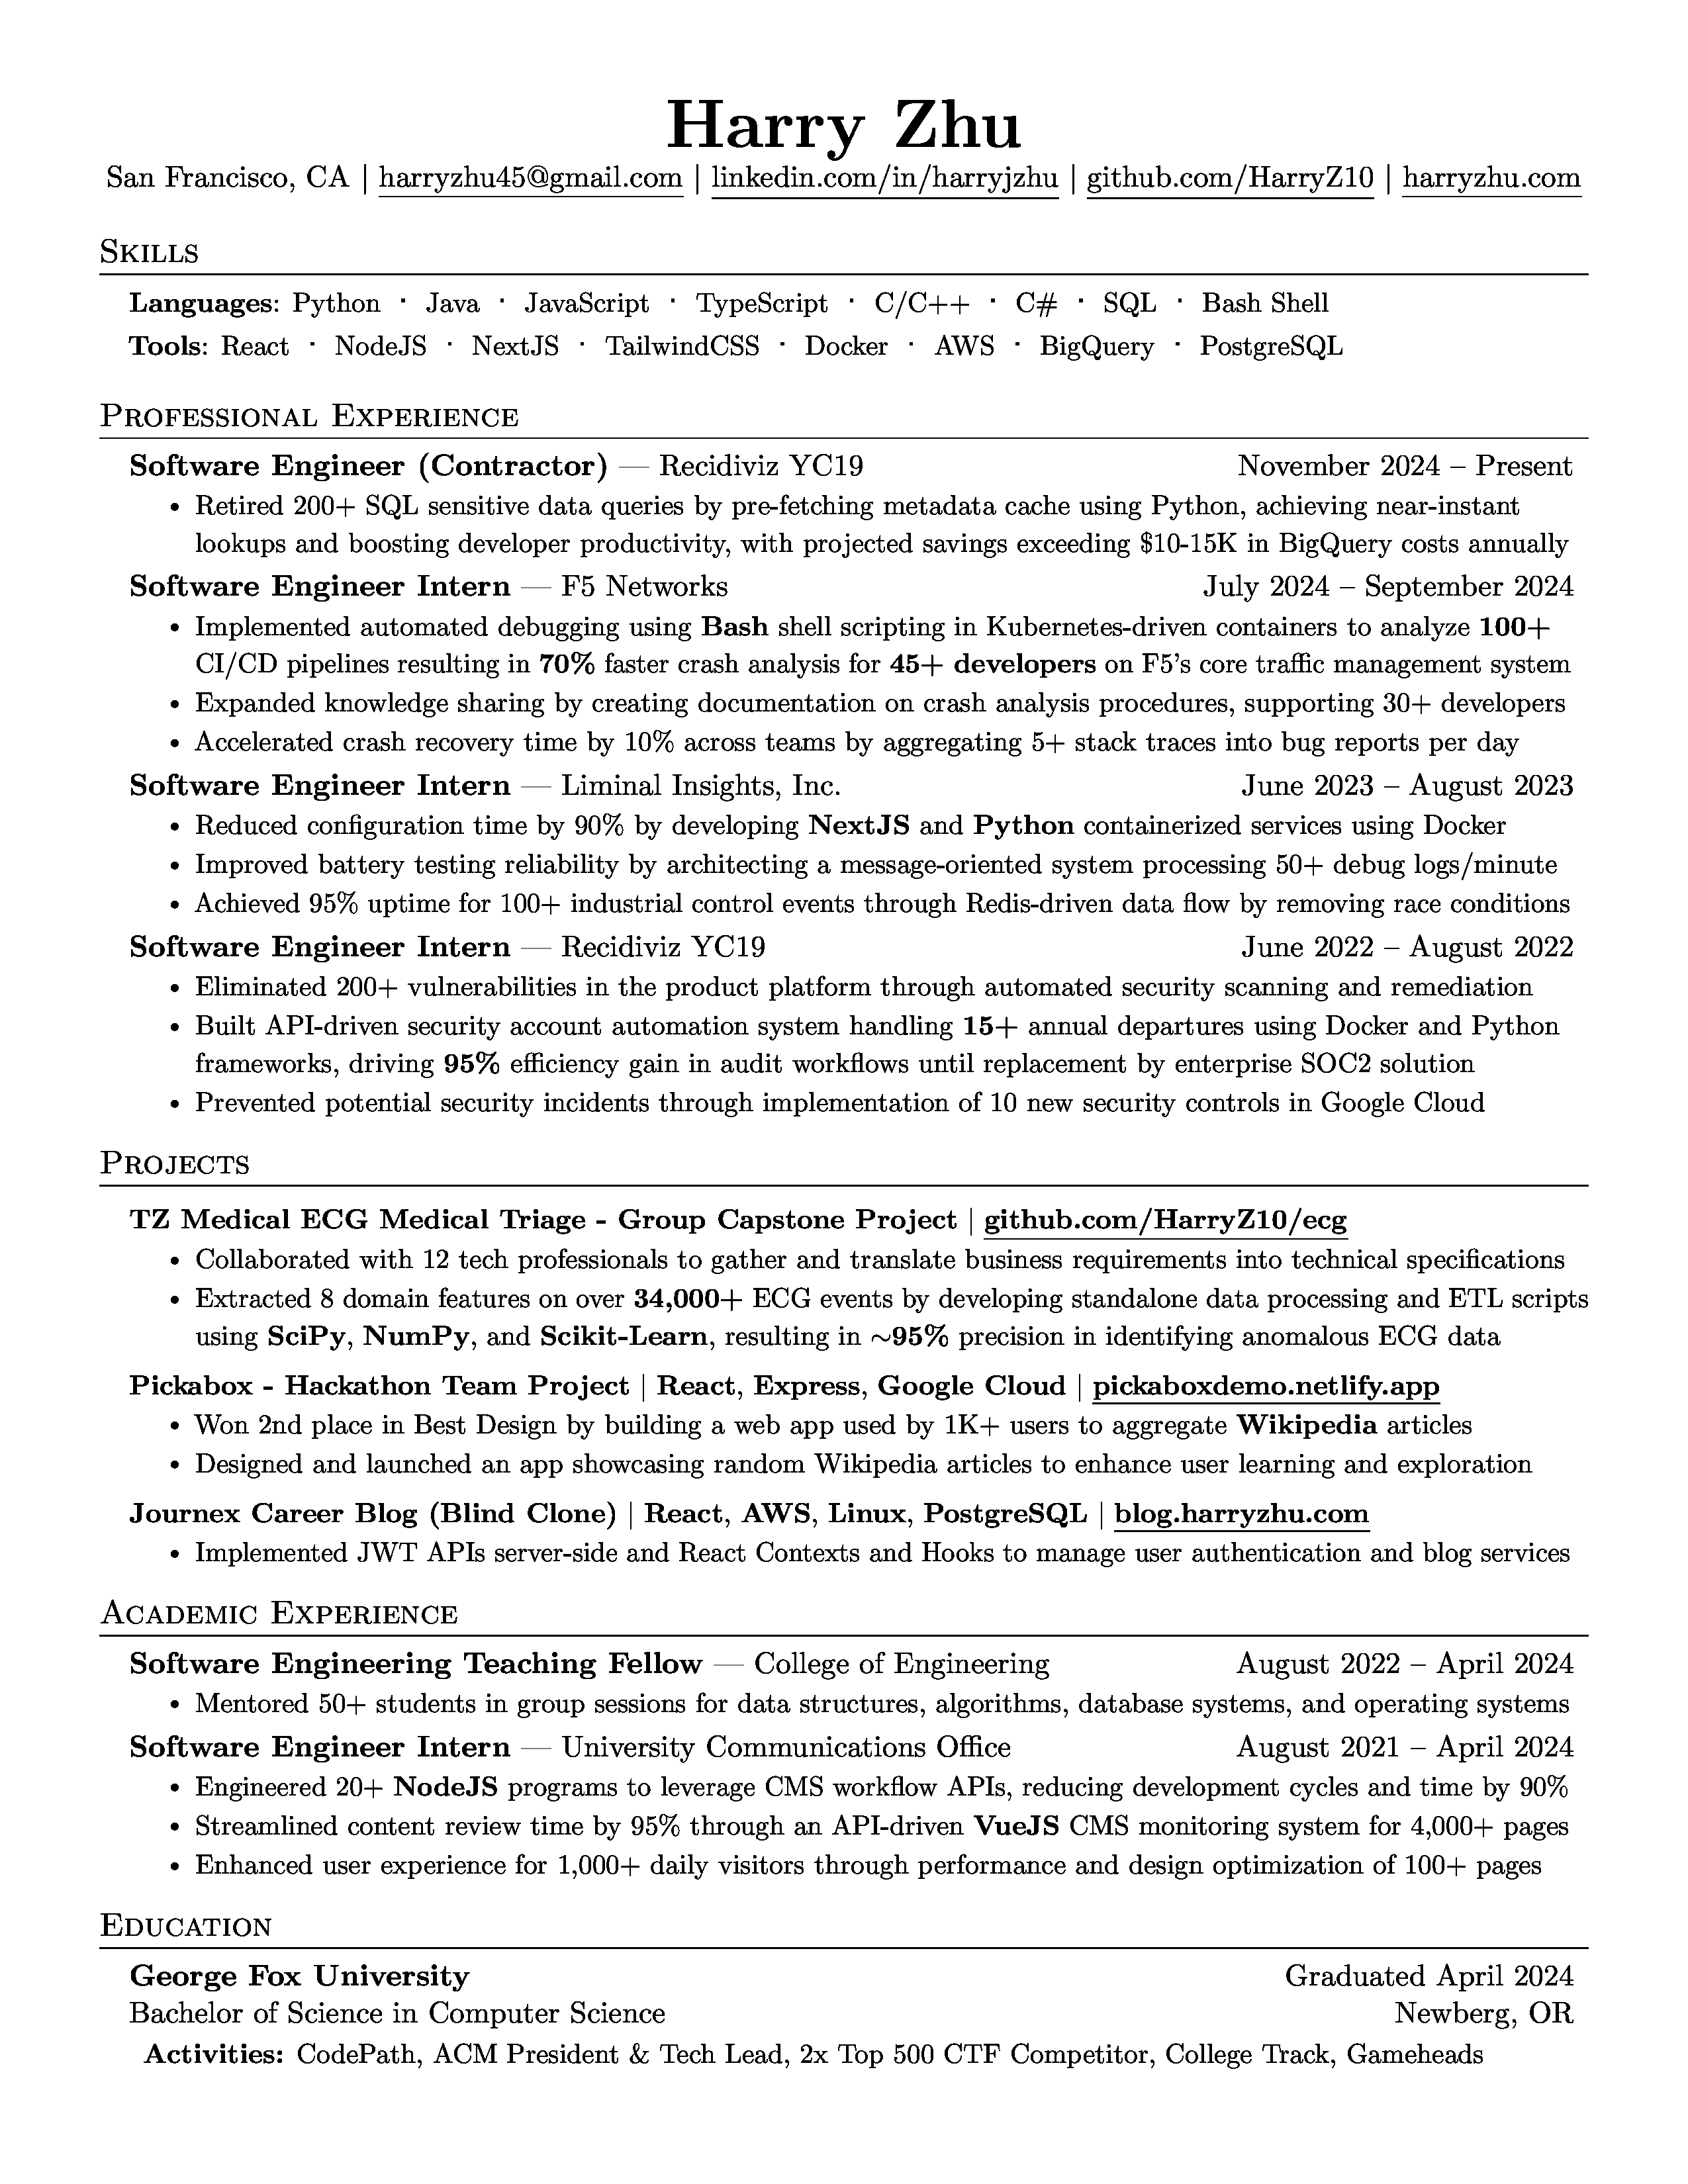 Harry Zhu
San Francisco, CA | harryzhu45@gmail.com | linkedin.com/in/harryjzhu | github.com/HarryZ10 | harryzhu.com
Skills
Languages: Python · Java · JavaScript · TypeScript · C/C++ · C# · SQL · Bash Shell
Tools: React · NodeJS · NextJS · TailwindCSS · Docker · AWS · BigQuery · PostgreSQL
Professional Experience
Software Engineer (Contractor) — Recidiviz YC19 November 2024 – Present
• Retired 200+ SQL sensitive data queries by pre-fetching metadata cache using Python, achieving near-instant
lookups and boosting developer productivity, with projected savings exceeding $10-15K in BigQuery costs annually
Software Engineer Intern — F5 Networks July 2024 – September 2024
• Implemented automated debugging using Bash shell scripting in Kubernetes-driven containers to analyze 100+
CI/CD pipelines resulting in 70% faster crash analysis for 45+ developers on F5's core traffic management system
• Expanded knowledge sharing by creating documentation on crash analysis procedures, supporting 30+ developers
• Accelerated crash recovery time by 10% across teams by aggregating 5+ stack traces into bug reports per day
Software Engineer Intern — Liminal Insights, Inc. June 2023 – August 2023
• Reduced configuration time by 90% by developing NextJS and Python containerized services using Docker
• Improved battery testing reliability by architecting a message-oriented system processing 50+ debug logs/minute
• Achieved 95% uptime for 100+ industrial control events through Redis-driven data flow by removing race conditions
Software Engineer Intern — Recidiviz YC19 June 2022 – August 2022
• Eliminated 200+ vulnerabilities in the product platform through automated security scanning and remediation
• Built API-driven security account automation system handling 15+ annual departures using Docker and Python
frameworks, driving 95% efficiency gain in audit workflows until replacement by enterprise SOC2 solution
• Prevented potential security incidents through implementation of 10 new security controls in Google Cloud
Projects
TZ Medical ECG Medical Triage - Group Capstone Project | github.com/HarryZ10/ecg
• Collaborated with 12 tech professionals to gather and translate business requirements into technical specifications
• Extracted 8 domain features on over 34,000+ ECG events by developing standalone data processing and ETL scripts
using SciPy, NumPy, and Scikit-Learn, resulting in ~95% precision in identifying anomalous ECG data
Pickabox - Hackathon Team Project | React, Express, Google Cloud | pickaboxdemo.netlify.app
• Won 2nd place in Best Design by building a web app used by 1K+ users to aggregate Wikipedia articles
• Designed and launched an app showcasing random Wikipedia articles to enhance user learning and exploration
Journex Career Blog (Blind Clone) | React, AWS, Linux, PostgreSQL | blog.harryzhu.com
• Implemented JWT APIs server-side and React Contexts and Hooks to manage user authentication and blog services
Academic Experience
Software Engineering Teaching Fellow — College of Engineering August 2022 – April 2024
• Mentored 50+ students in group sessions for data structures, algorithms, database systems, and operating systems
Software Engineer Intern — University Communications Office August 2021 – April 2024
• Engineered 20+ NodeJS programs to leverage CMS workflow APIs, reducing development cycles and time by 90%
• Streamlined content review time by 95% through an API-driven VueJS CMS monitoring system for 4,000+ pages
• Enhanced user experience for 1,000+ daily visitors through performance and design optimization of 100+ pages
Education
George Fox University Graduated April 2024
Bachelor of Science in Computer Science Newberg, OR
Activities: CodePath, ACM President & Tech Lead, 2x Top 500 CTF Competitor, College Track, Gameheads